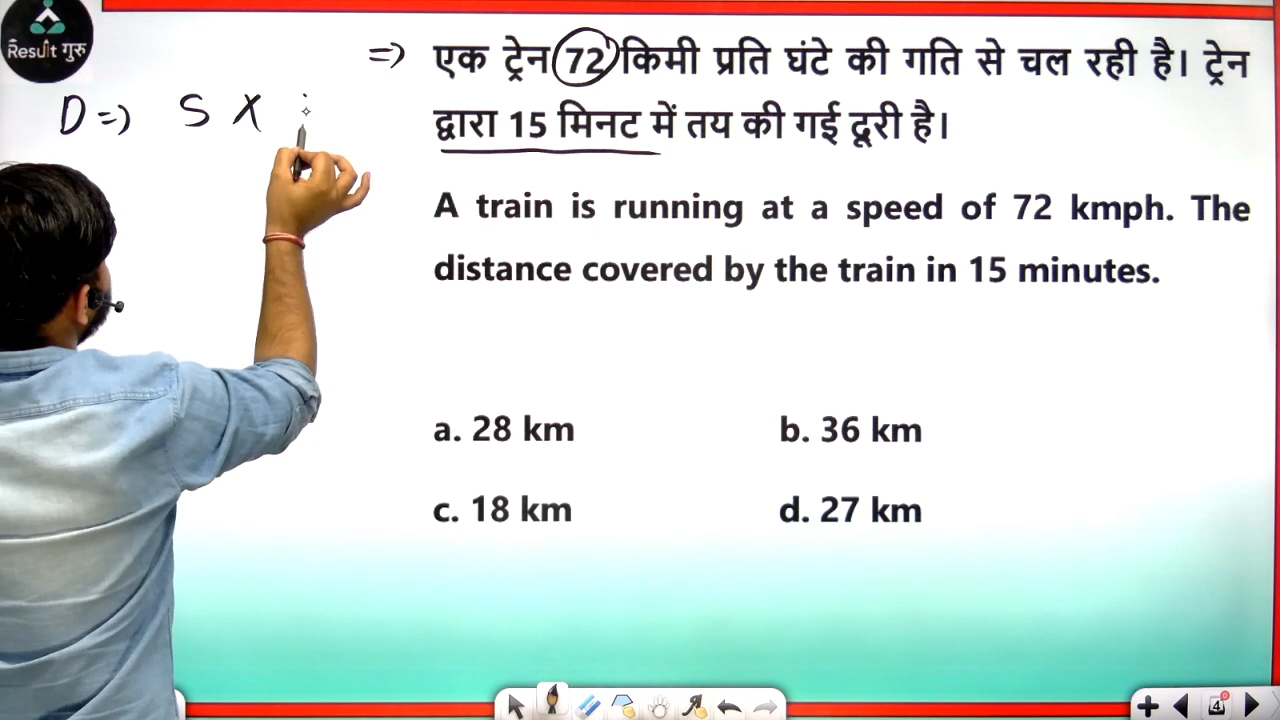 Result गुरु
=> एक ट्रेन 72 किमी प्रति घंटे की गति से चल रही है। ट्रेन
द्वारा 15 मिनट में तय की गई दूरी है।
D => S X
A train is running at a speed of 72 kmph. The
distance covered by the train in 15 minutes.
a. 28 km
b. 36 km
c. 18 km
d. 27 km
4